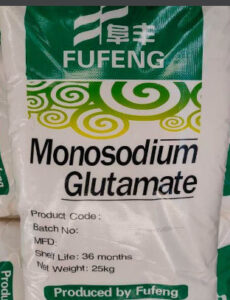 阜丰
FUFENG
Monosodium
Glutamate
Product Code:
Batch No:
MFD:
Shelf Life: 36 months
Net Weight: 25kg
Produced by Fufeng